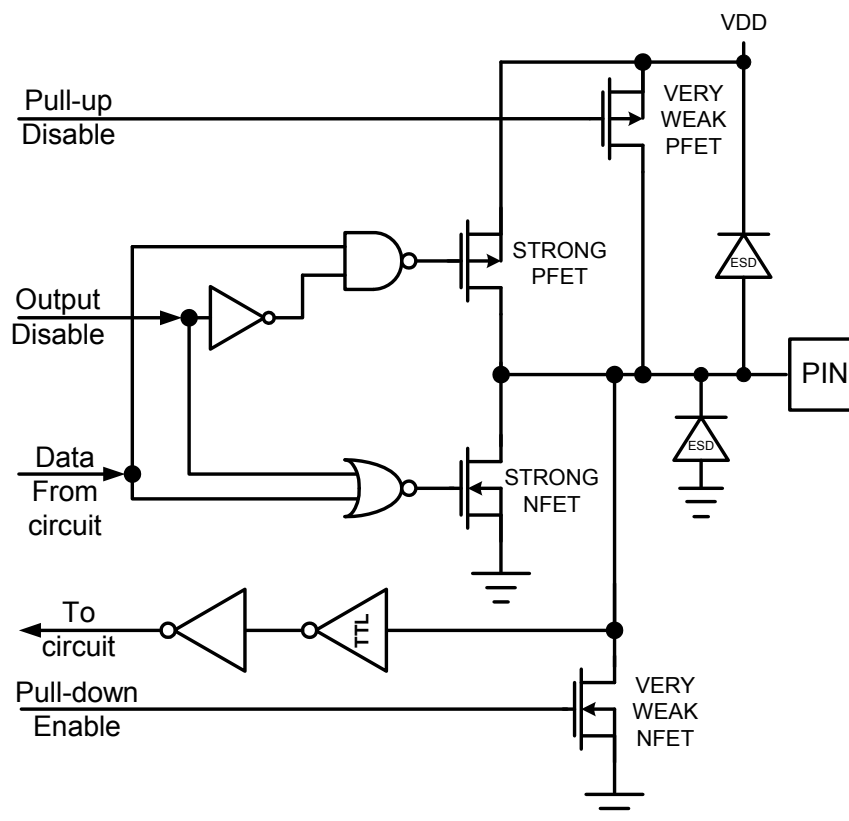 VDD
Pull-up
Disable
VERY
WEAK
PFET
STRONG
PFET
ESD
Output
Disable
PIN
ESD
Data
From
circuit
STRONG
NFET
To
circuit
TTL
Pull-down
Enable
VERY
WEAK
NFET